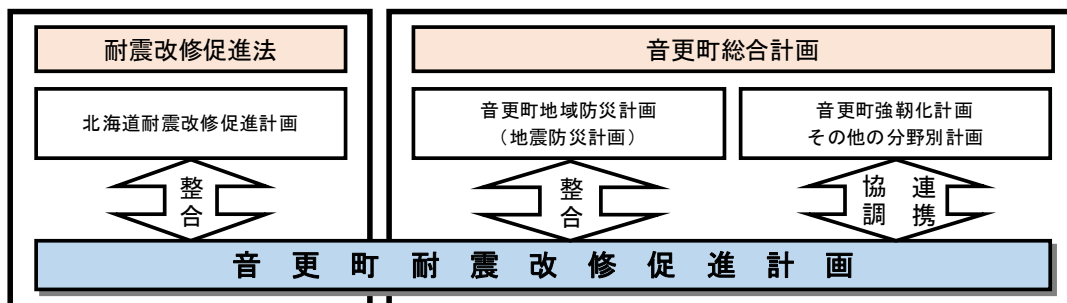 耐震改修促進法
北海道耐震改修促進計画
整合
音更町総合計画
音更町地域防災計画
(地震防災計画)
音更町強靭化計画
その他の分野別計画
整合
連携
協調
音更町耐震改修促進計画